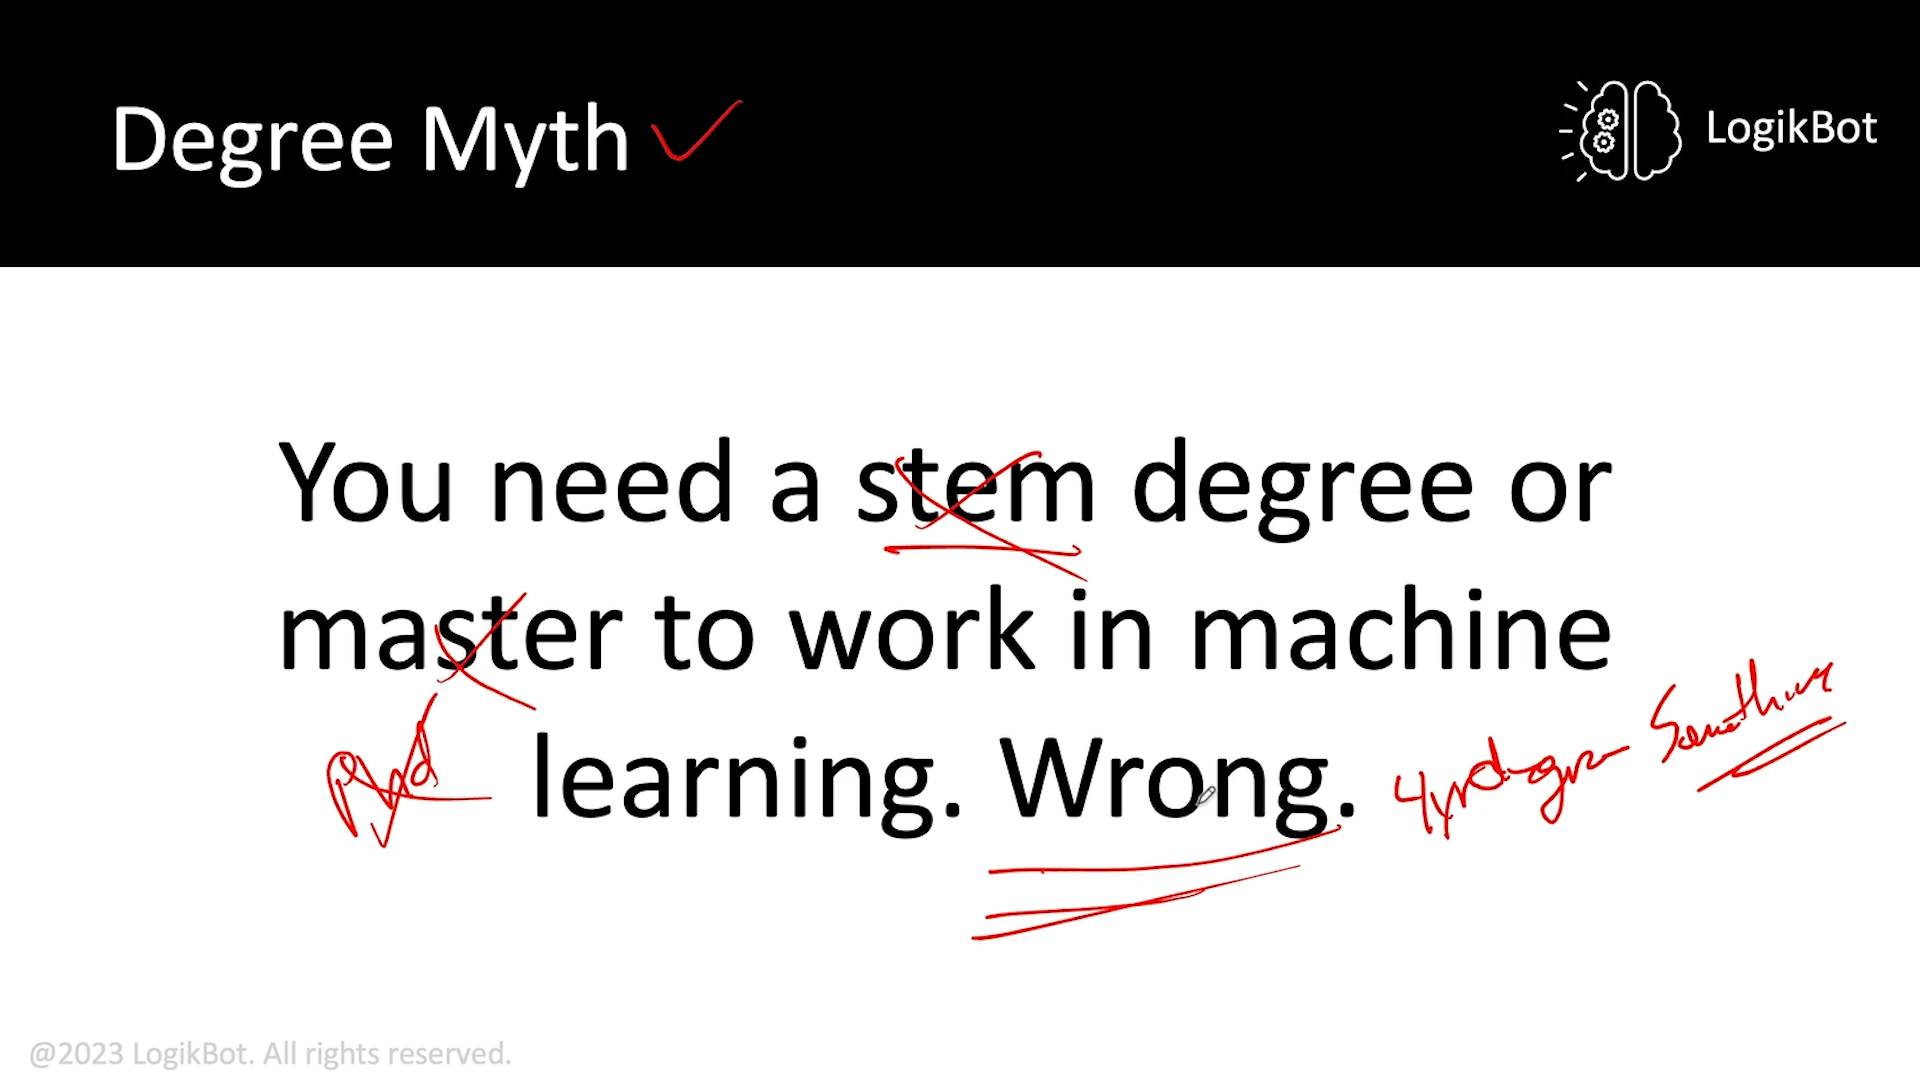 Degree Myth
LogikBot
You need a stem degree or
master to work in machine
learning. Wrong.
Phd
4yr degree Something
@2023 LogikBot. All rights reserved.